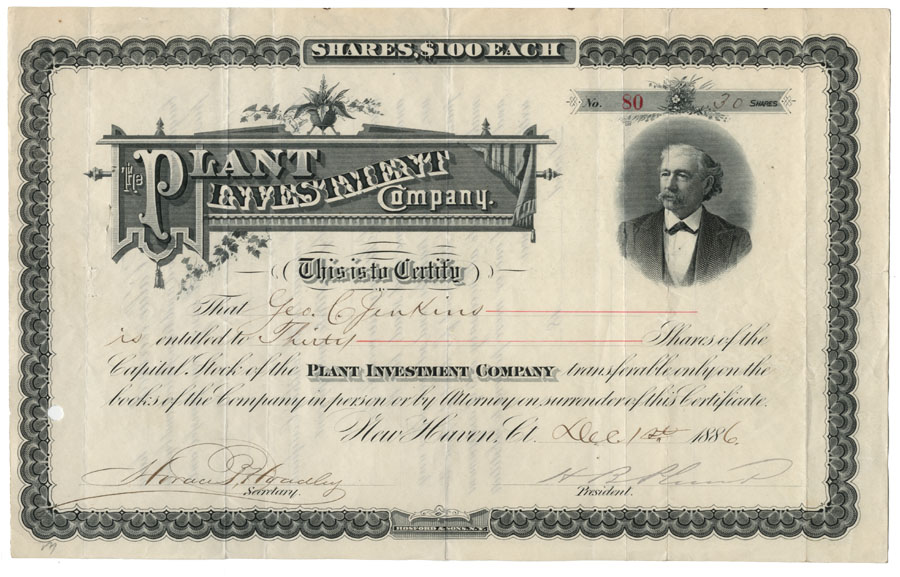 SHARES, $100 EACH
No. 80 30 SHARES
The PLANT
INVESTMENT
Company.
This is to Certify
That Geo. C. Jenkins
is entitled to Thirty Shares of the
Capital Stock of the PLANT INVESTMENT COMPANY transferable only on the
books of the Company in person or by Attorney on surrender of this Certificate.
New Haven, Ct. Dec 1st 1886
Horace P. Hoadley H B Plant
Secretary. President.
HOSFORD & SONS, N.Y.